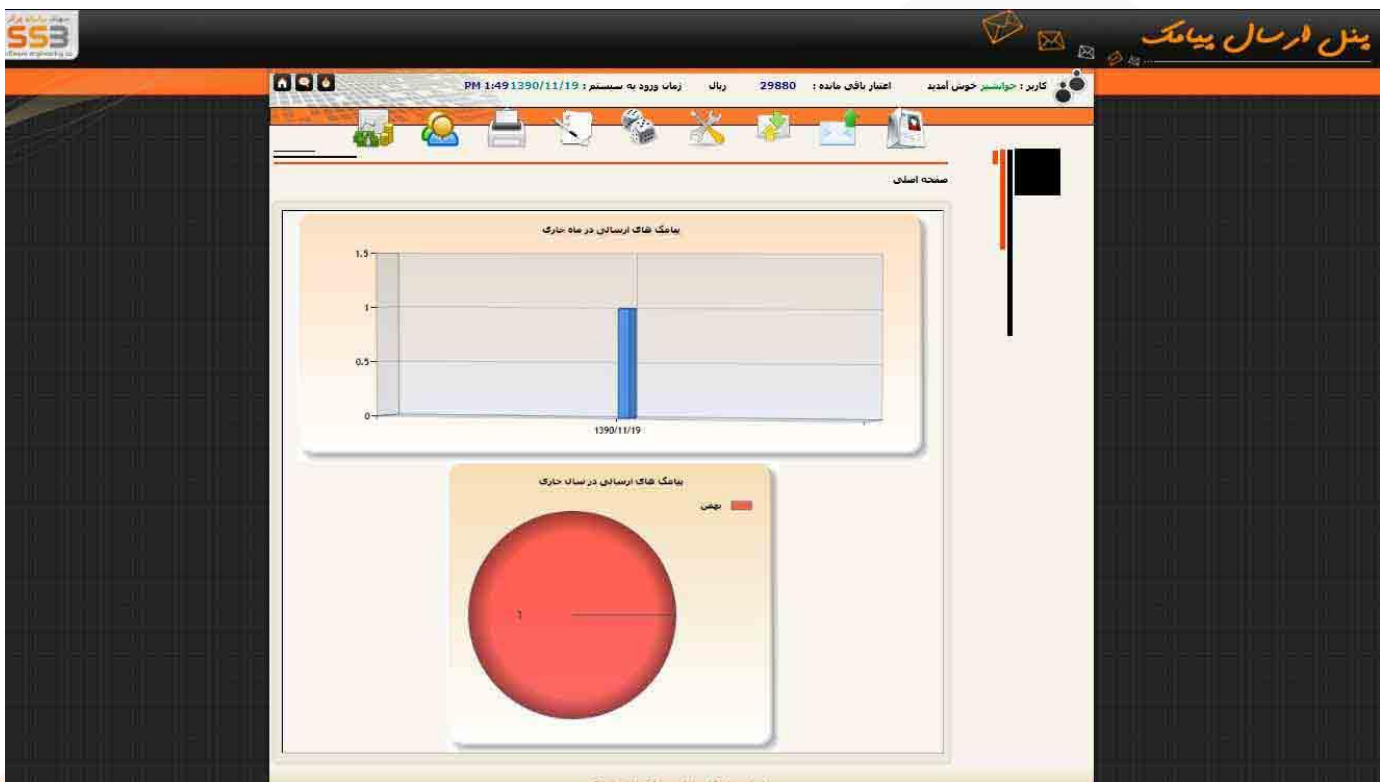 پنل ارسال پیامک
SSB
کاربر : جوانشیر خوش آمدید اعتبار باقی مانده : 29880 ریال زمان ورود به سیستم : 1390/11/19 1:49 PM
صفحه اصلی
پیامک های ارسالی در ماه جاری
1.5
1
0.5
0
1390/11/19
پیامک های ارسالی در سال جاری
بهمن
1